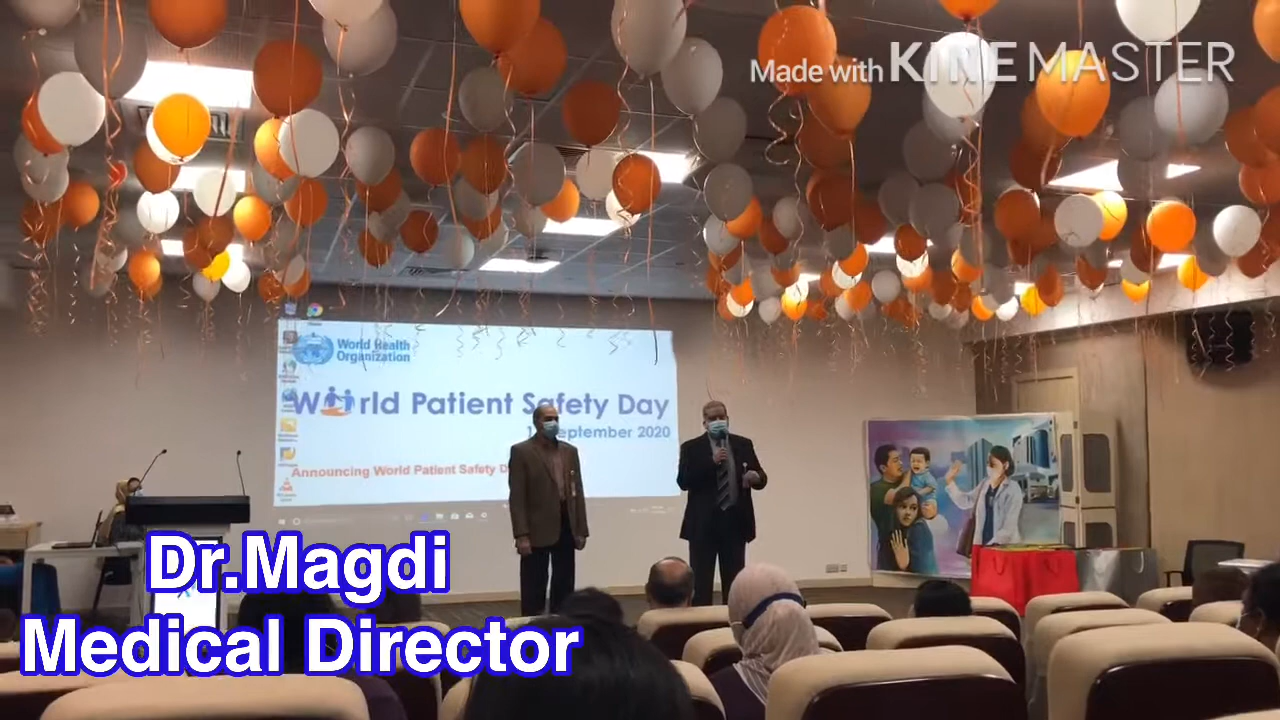 Made with KINEMASTER
World Health
Organization
World Patient Safety Day
September 2020
Announcing World Patient Safety
Dr.Magdi
Medical Director